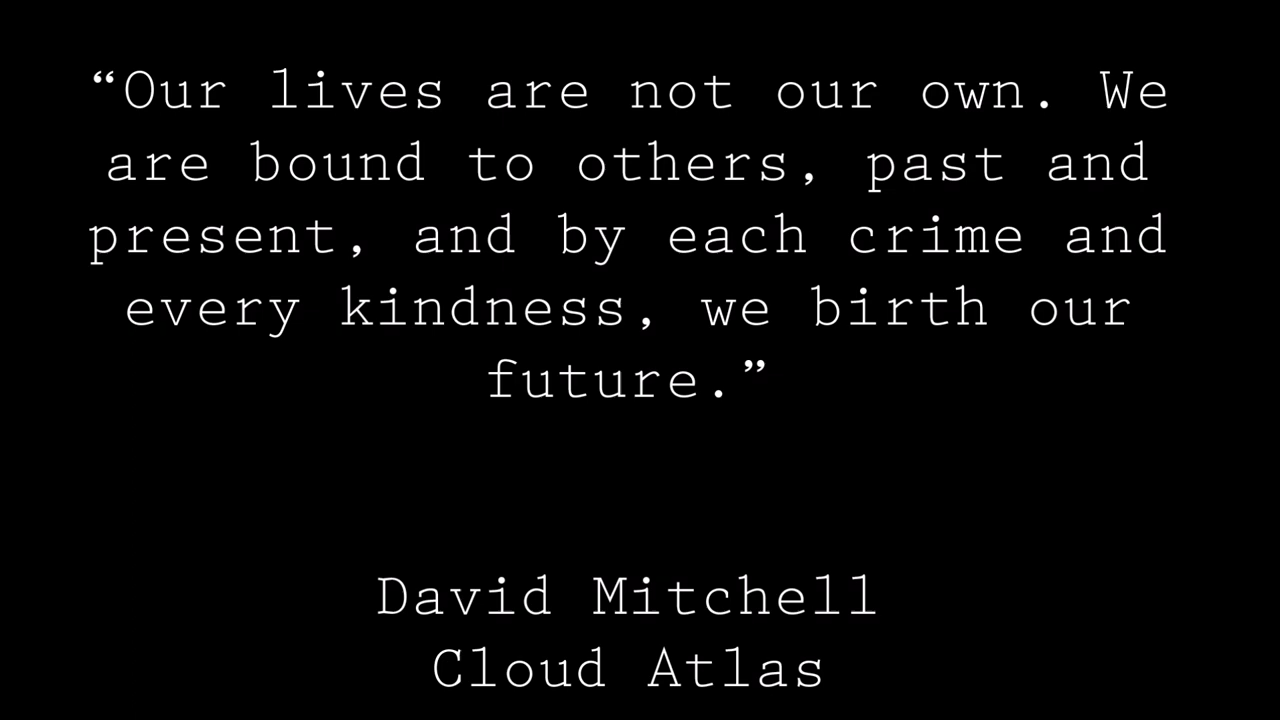 “Our lives are not our own. We
are bound to others, past and
present, and by each crime and
every kindness, we birth our
future.”
David Mitchell
Cloud Atlas